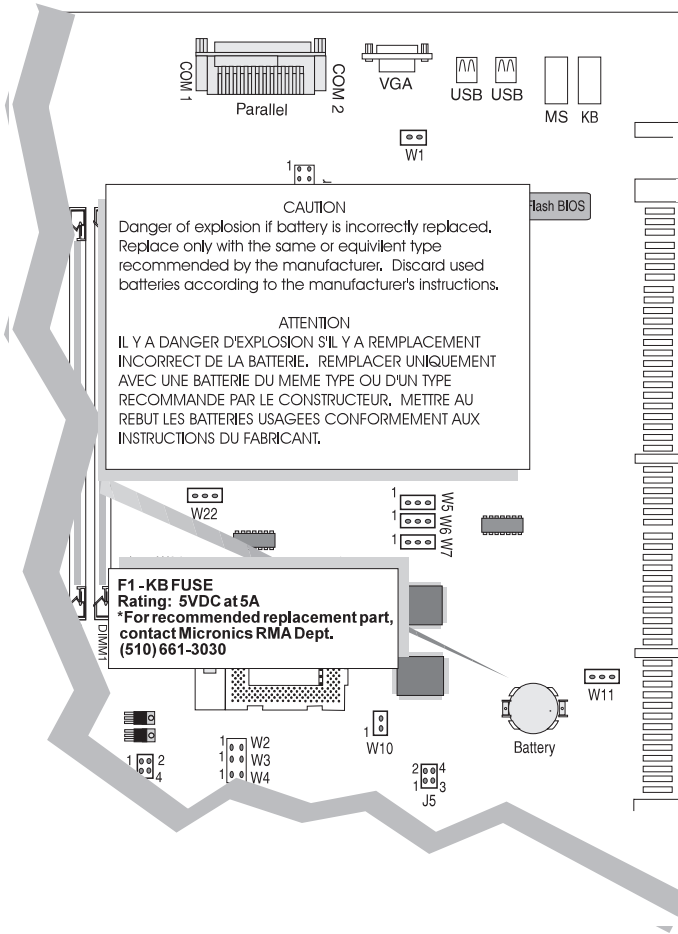 COM 1
COM 2
Parallel
VGA
USB USB
MS KB
W1
1
Flash BIOS
CAUTION
Danger of explosion if battery is incorrectly replaced.
Replace only with the same or equivilent type
recommended by the manufacturer. Discard used
batteries according to the manufacturer's instructions.
ATTENTION
IL Y A DANGER D'EXPLOSION S'IL Y A REMPLACEMENT
INCORRECT DE LA BATTERIE. REMPLACER UNIQUEMENT
AVEC UNE BATTERIE DU MEME TYPE OU D'UN TYPE
RECOMMANDE PAR LE CONSTRUCTEUR. METTRE AU
REBUT LES BATTERIES USAGEES CONFORMEMENT AUX
INSTRUCTIONS DU FABRICANT.
W22
1 W5
1 W6
1 W7
F1 - KB FUSE
Rating: 5VDC at 5A
*For recommended replacement part,
contact Micronics RMA Dept.
(510) 661-3030
DIMM1
W11
Battery
1 W2
1 W3
1 W4
1 2
4
1
W10
2 4
1 3
J5